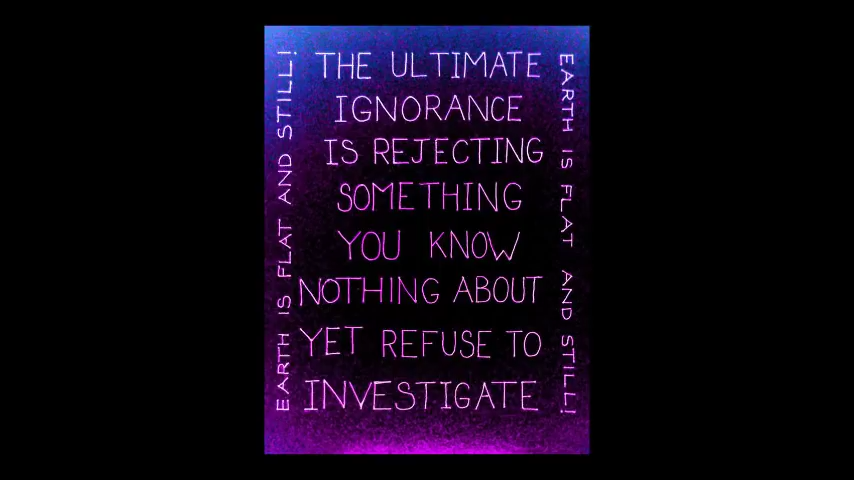 THE ULTIMATE
IGNORANCE
IS REJECTING
SOMETHING
YOU KNOW
NOTHING ABOUT
YET REFUSE TO
INVESTIGATE
EARTH IS FLAT AND STILL!
EARTH IS FLAT AND STILL!